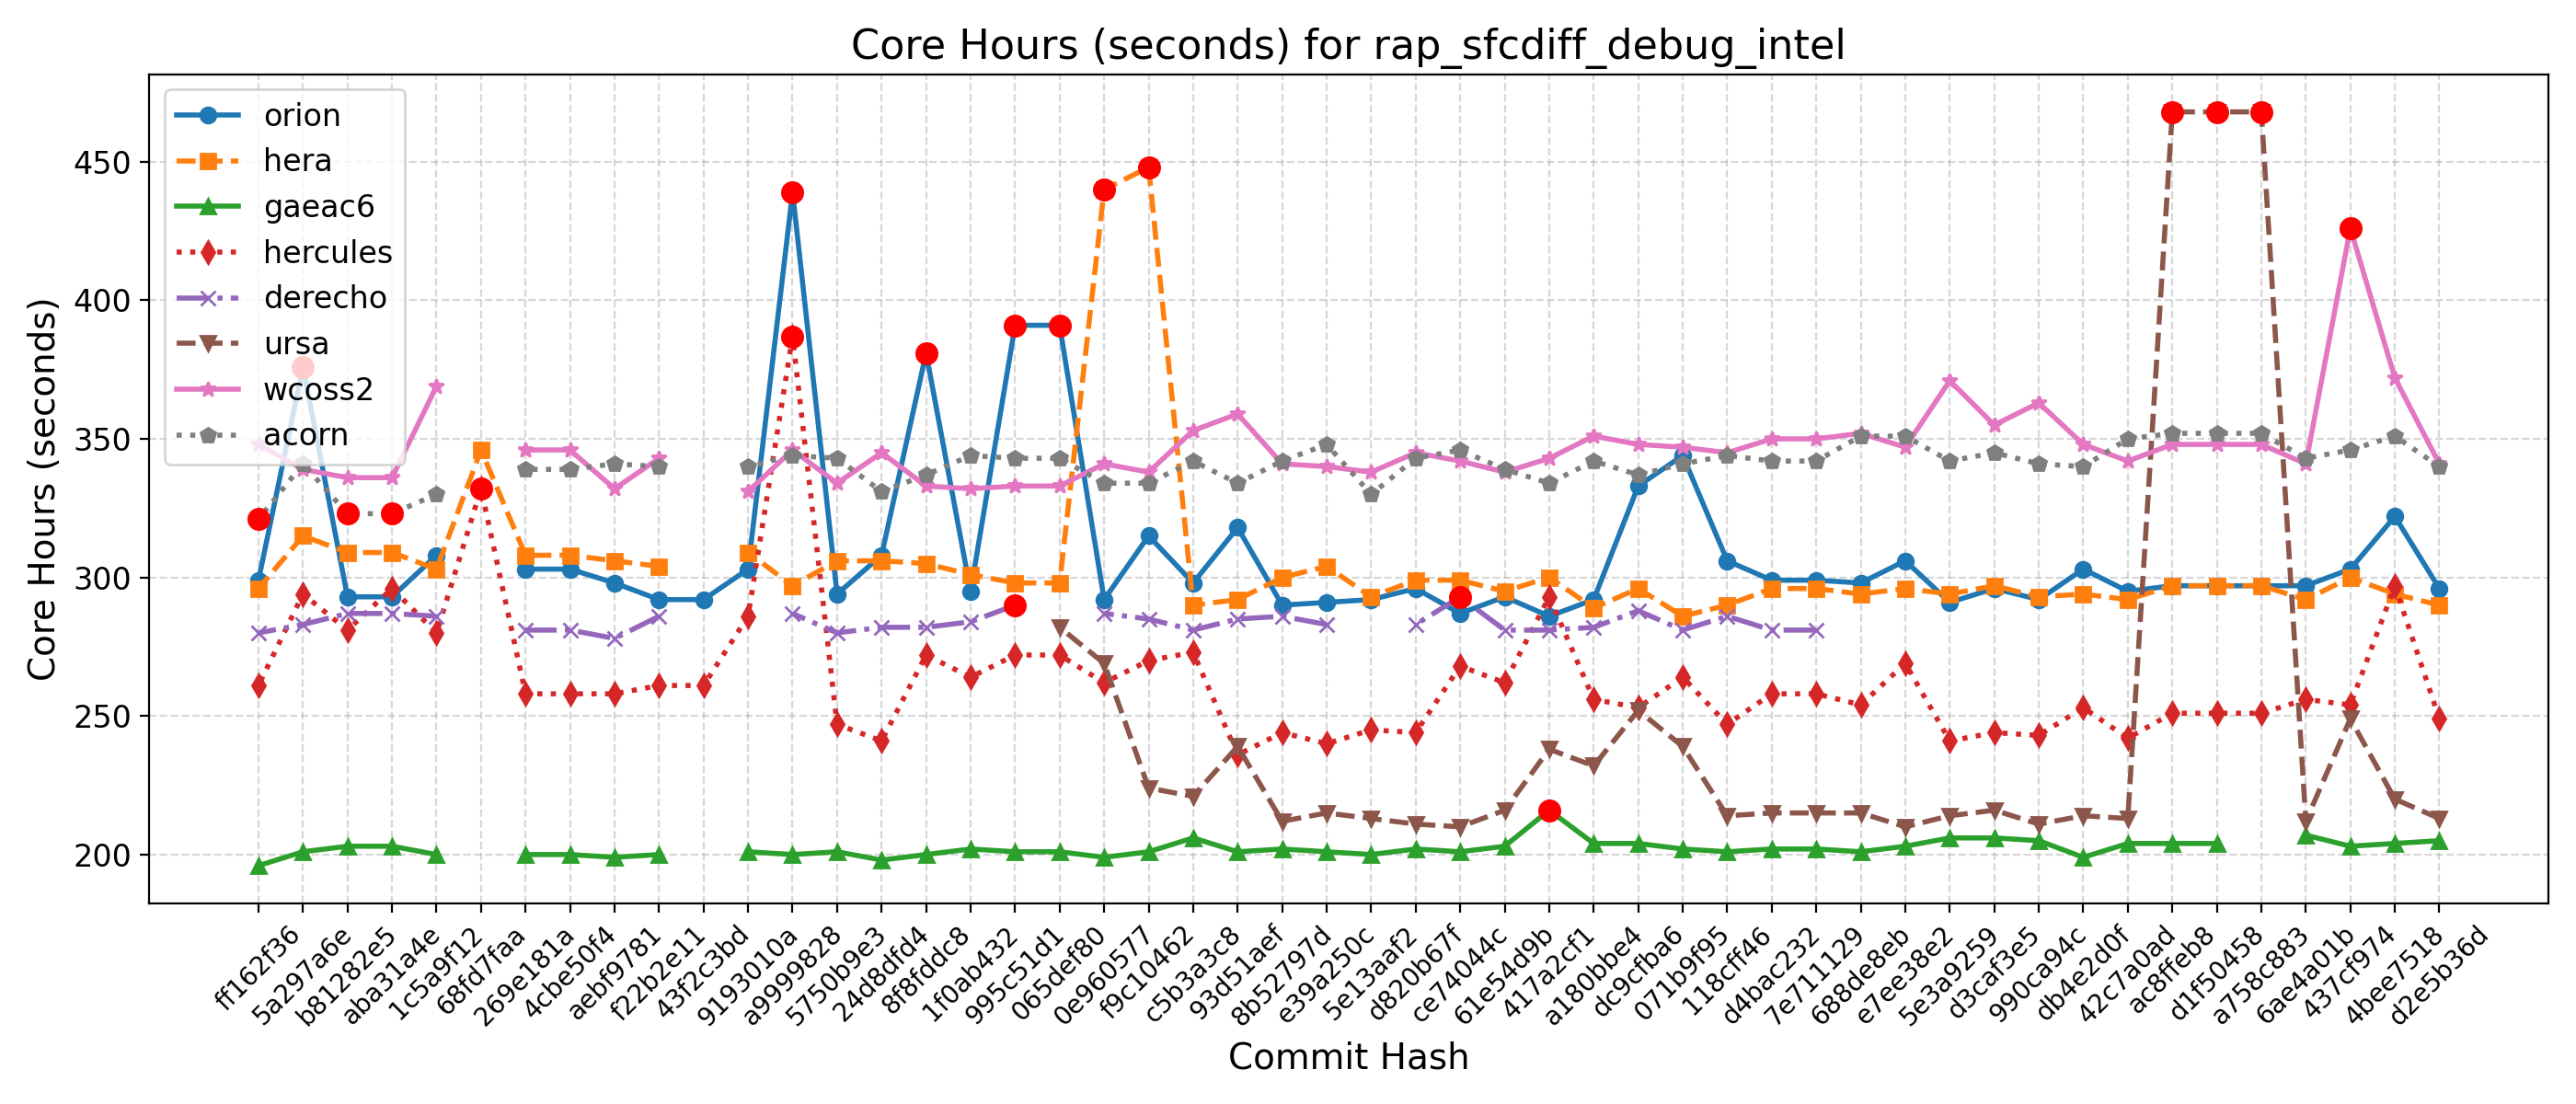 Core Hours (seconds) for rap_sfcdiff_debug_intel
Core Hours (seconds)
450
400
350
300
250
200
orion
hera
gaeac6
hercules
derecho
ursa
wcoss2
acorn
ff162f36
5a297a6e
b81282e5
aba31a4e
1c5a9f12
68fd7faa
269e181a
4cbe50f4
aebf9781
f22b2e11
43f2c3bd
9193010a
a9999828
5750b9e3
24d8dfd4
8f8fddc8
1f0ab432
995c51d1
065def80
0e960577
f9c10462
c5b3a3c8
93d51aef
8b52797d
e39a250c
5e13aaf2
d820b67f
ce74044c
61e54d9b
417a2cf1
a180bbe4
dc9cfba6
071b9f95
118cff46
d4bac232
7e711129
688de8eb
e7ee38e2
5e3a9259
d3caf3e5
990ca94c
db4e2d0f
42c7a0ad
ac8ffeb8
d1f50458
a758c883
6ae4a01b
437cf974
4bee7518
d2e5b36d
Commit Hash